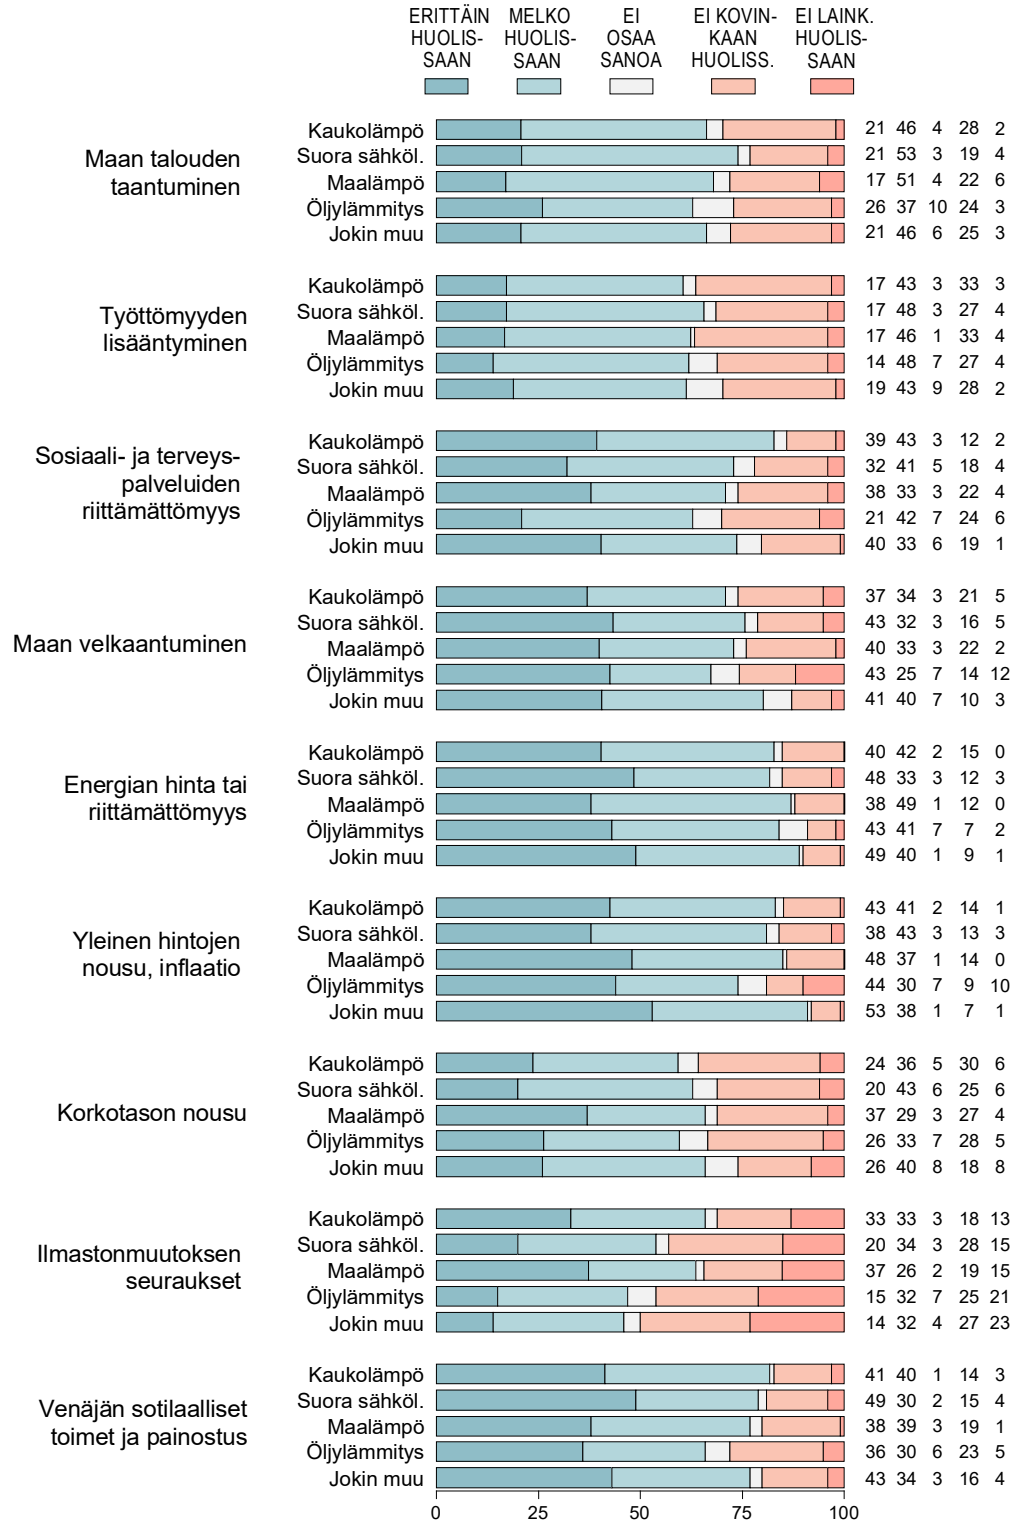 ERITTÄIN MELKO EI EI KOVIN- EI LAINK.
HUOLIS- HUOLIS- OSAA KAAN HUOLIS-
SAAN SAAN SANOA HUOLISS. SAAN
Maan talouden
taantuminen
Kaukolämpö 21 46 4 28 2
Suora sähköl. 21 53 3 19 4
Maalämpö 17 51 4 22 6
Öljylämmitys 26 37 10 24 3
Jokin muu 21 46 6 25 3
Työttömyyden
lisääntyminen
Kaukolämpö 17 43 3 33 3
Suora sähköl. 17 48 3 27 4
Maalämpö 17 46 1 33 4
Öljylämmitys 14 48 7 27 4
Jokin muu 19 43 9 28 2
Sosiaali- ja terveys-
palveluiden
riittämättömyys
Kaukolämpö 39 43 3 12 2
Suora sähköl. 32 41 5 18 4
Maalämpö 38 33 3 22 4
Öljylämmitys 21 42 7 24 6
Jokin muu 40 33 6 19 1
Maan velkaantuminen
Kaukolämpö 37 34 3 21 5
Suora sähköl. 43 32 3 16 5
Maalämpö 40 33 3 22 2
Öljylämmitys 43 25 7 14 12
Jokin muu 41 40 7 10 3
Energian hinta tai
riittämättömyys
Kaukolämpö 40 42 2 15 0
Suora sähköl. 48 33 3 12 3
Maalämpö 38 49 1 12 0
Öljylämmitys 43 41 7 7 2
Jokin muu 49 40 1 9 1
Yleinen hintojen
nousu, inflaatio
Kaukolämpö 43 41 2 14 1
Suora sähköl. 38 43 3 13 3
Maalämpö 48 37 1 14 0
Öljylämmitys 44 30 7 9 10
Jokin muu 53 38 1 7 1
Korkotason nousu
Kaukolämpö 24 36 5 30 6
Suora sähköl. 20 43 6 25 6
Maalämpö 37 29 3 27 4
Öljylämmitys 26 33 7 28 5
Jokin muu 26 40 8 18 8
Ilmastonmuutoksen
seuraukset
Kaukolämpö 33 33 3 18 13
Suora sähköl. 20 34 3 28 15
Maalämpö 37 26 2 19 15
Öljylämmitys 15 32 7 25 21
Jokin muu 14 32 4 27 23
Venäjän sotilaalliset
toimet ja painostus
Kaukolämpö 41 40 1 14 3
Suora sähköl. 49 30 2 15 4
Maalämpö 38 39 3 19 1
Öljylämmitys 36 30 6 23 5
Jokin muu 43 34 3 16 4
0 25 50 75 100